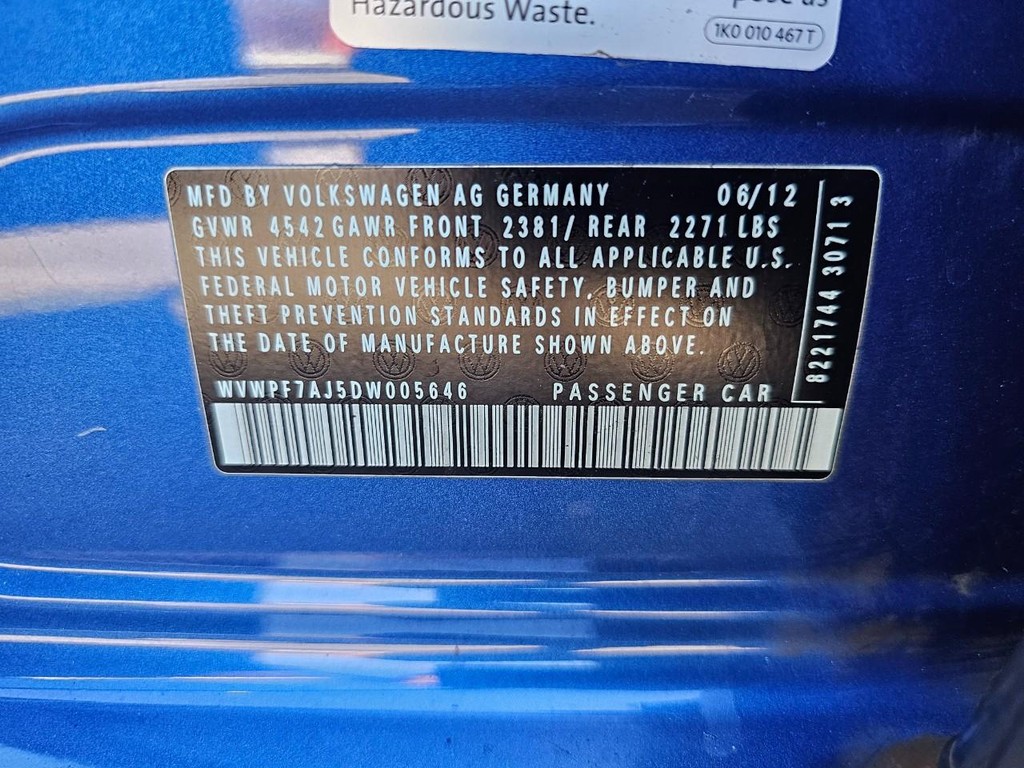 Hazardous Waste.
1K0 010 467 T
MFD BY VOLKSWAGEN AG GERMANY 06/12
GVWR 4542 GAWR FRONT 2381/ REAR 2271 LBS
THIS VEHICLE CONFORMS TO ALL APPLICABLE U.S.
FEDERAL MOTOR VEHICLE SAFETY, BUMPER AND
THEFT PREVENTION STANDARDS IN EFFECT ON
THE DATE OF MANUFACTURE SHOWN ABOVE.
WVWPF7AJ5DW005646 PASSENGER CAR
8221744 3071 3